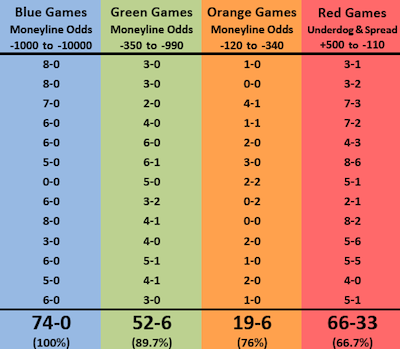 Blue Games Green Games Orange Games Red Games
Moneyline Odds Moneyline Odds Moneyline Odds Underdog & Spread
-1000 to -10000 -350 to -990 -120 to -340 +500 to -110
8-0 3-0 1-0 3-1
8-0 3-0 0-0 3-2
7-0 2-0 4-1 7-3
6-0 4-0 1-1 7-2
6-0 6-0 2-0 4-3
5-0 6-1 3-0 8-6
0-0 5-0 2-2 5-1
6-0 3-2 0-2 2-1
8-0 4-1 0-0 8-2
3-0 4-0 2-0 5-6
6-0 5-1 1-0 5-5
5-0 4-1 2-0 4-0
6-0 3-0 1-0 5-1
74-0 52-6 19-6 66-33
(100%) (89.7%) (76%) (66.7%)